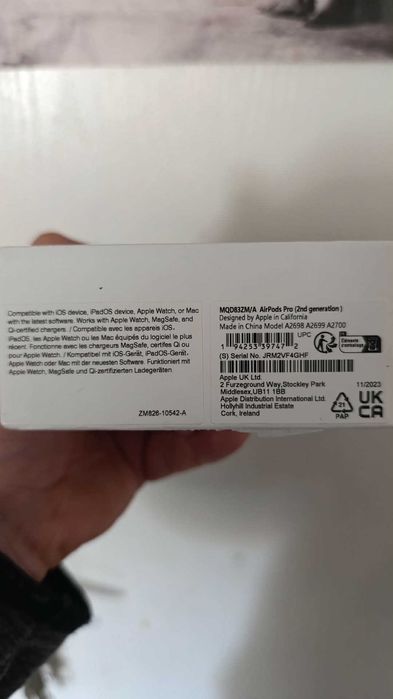 Compatible with iOS device, iPadOS device, Apple Watch, or Mac
with the latest software. Works with Apple Watch, MagSafe, and
Qi-certified chargers. / Compatible avec les appareils iOS,
iPadOS, les Apple Watch ou les Mac équipés du logiciel le plus
récent. Fonctionne avec les chargeurs MagSafe, certifiés Qi ou
pour Apple Watch. / Kompatibel mit iOS-Gerät, iPadOS-Gerät,
Apple Watch oder Mac mit der neuesten Software. Funktioniert mit
Apple Watch, MagSafe und Qi-zertifizierten Ladegeräten
ZM826-10542-A
MQD83ZM/A AirPods Pro (2nd generation )
Designed by Apple in California
Made in China Model A2698 A2699 A2700
UPC
1 94253 39747 2
(S) Serial No. JRM2VF4GHF
Apple UK Ltd
2 Furzeground Way,Stockley Park
Middlesex,UB11 1BB
Apple Distribution International Ltd.
Hollyhill Industrial Estate
Cork, Ireland
11/2023
21
PAP
UK
CA